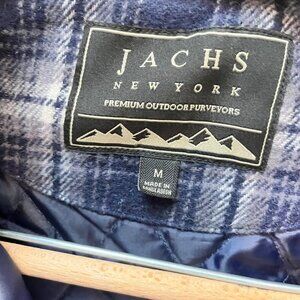 JACHS
NEW YORK
PREMIUM OUTDOOR PURVEYORS
M
MADE IN